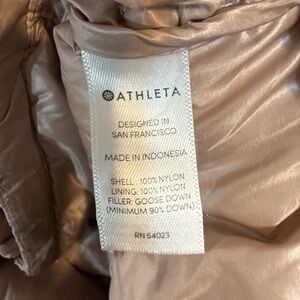 ATHLETA
DESIGNED IN
SAN FRANCISCO
MADE IN INDONESIA
SHELL: 100% NYLON
LINING: 100% NYLON
FILLER: GOOSE DOWN
(MINIMUM 90% DOWN)
RN 54023